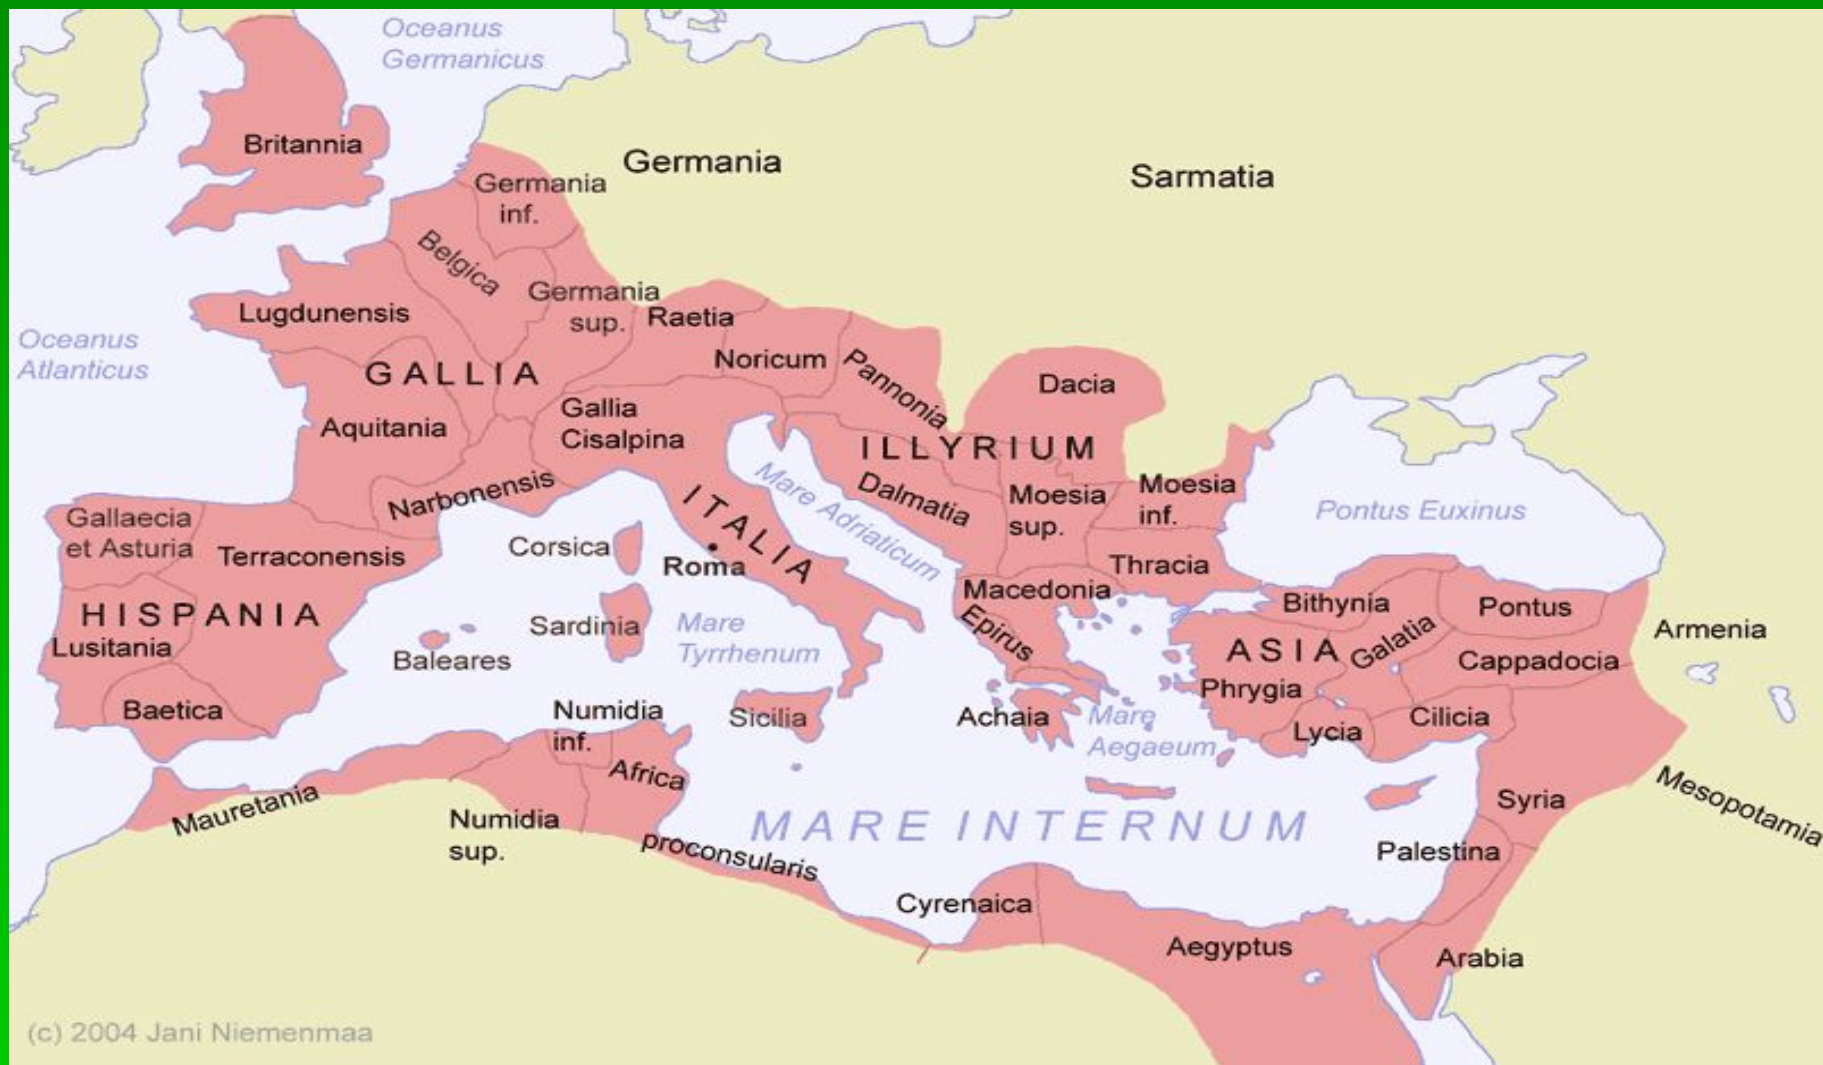 Oceanus
Germanicus
Britannia
Germania
Sarmatia
Germania
inf.
Belgica
Germania
sup.
Lugdunensis
Raetia
Oceanus
Atlanticus
GALLIA
Noricum
Pannonia
Dacia
Aquitania
Gallia
Cisalpina
ILLYRIUM
Narbonensis
ITALIA
Mare Adriaticum
Dalmatia
Moesia
sup.
Moesia
inf.
Pontus Euxinus
Gallaecia
et Asturia
Terraconensis
Corsica
Roma
Thracia
Macedonia
Epirus
Bithynia
Pontus
Armenia
HISPANIA
Lusitania
Sardinia
Mare
Tyrrhenum
Baleares
ASIA
Galatia
Cappadocia
Phrygia
Baetica
Numidia
inf.
Sicilia
Achaia
Mare
Aegaeum
Lycia
Cilicia
Africa
proconsularis
Mauretania
Numidia
sup.
MARE INTERNUM
Syria
Mesopotamia
Palestina
Cyrenaica
Aegyptus
Arabia
(c) 2004 Jani Niemenmaa